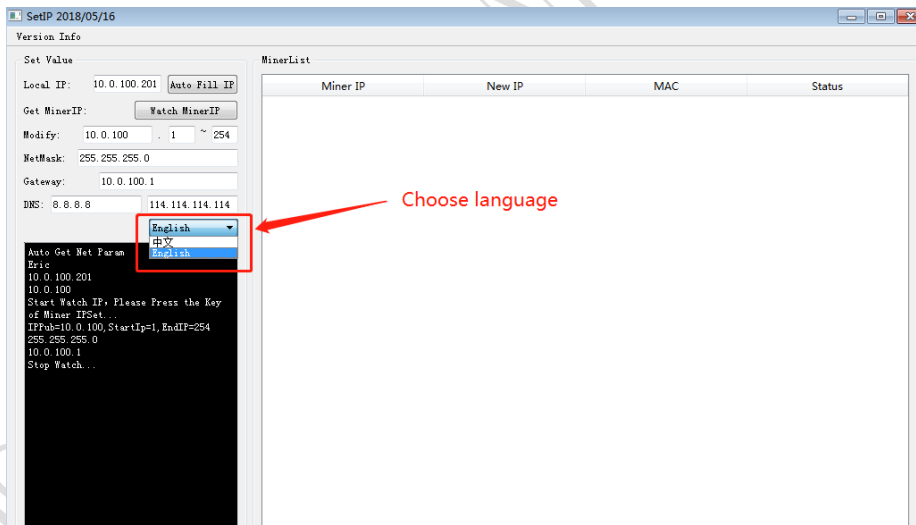 SetIP 2018/05/16
Version Info
Set Value
Local IP: 10.0.100.201 Auto Fill IP
Get MinerIP: Watch MinerIP
Modify: 10.0.100 . 1 ~ 254
NetMask: 255.255.255.0
Gateway: 10.0.100.1
DNS: 8.8.8.8 114.114.114.114
English
中文
English
Auto Get Net Param
Eric
10.0.100.201
10.0.100
Start Watch IP, Please Press the Key
of Miner IPSet...
IPPub=10.0.100,StartIp=1,EndIP=254
255.255.255.0
10.0.100.1
Stop Watch...
MinerList
Miner IP New IP MAC Status
Choose language